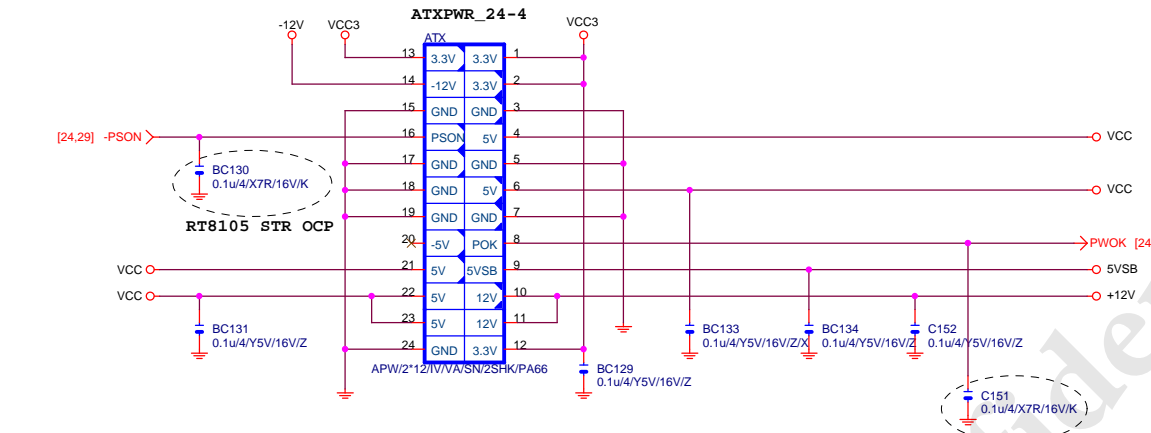 ATXPWR_24-4
-12V VCC3 VCC3
ATX
13 3.3V 3.3V 1
14 -12V 3.3V 2
15 GND GND 3
[24,29] -PSON 16 PSON 5V 4 VCC
17 GND GND 5
BC130
0.1u/4/X7R/16V/K
18 GND 5V 6 VCC
19 GND GND 7
RT8105 STR OCP
20 -5V POK 8 PWOK [24
VCC 21 5V 5VSB 9 5VSB
VCC 22 5V 12V 10 +12V
23 5V 12V 11
BC131
0.1u/4/Y5V/16V/Z
BC133
0.1u/4/Y5V/16V/Z/X
BC134
0.1u/4/Y5V/16V/Z
C152
0.1u/4/Y5V/16V/Z
24 GND 3.3V 12
APW/2*12/IV/VA/SN/2SHK/PA66
BC129
0.1u/4/Y5V/16V/Z
C151
0.1u/4/X7R/16V/K
fide